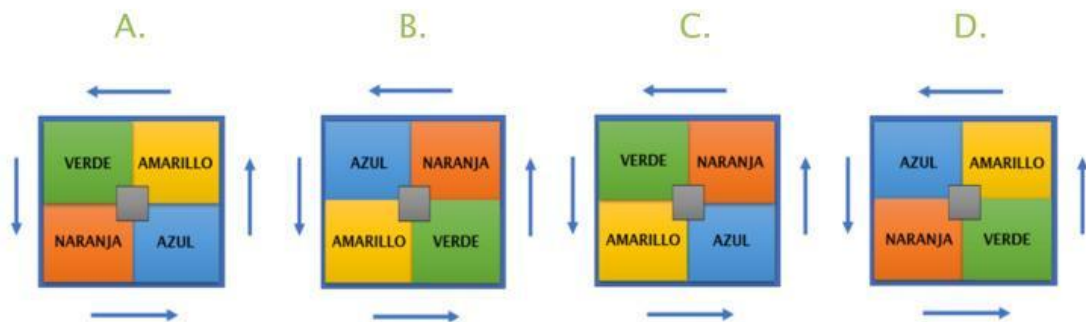 A. B. C. D.
VERDE AMARILLO AZUL NARANJA VERDE NARANJA AZUL AMARILLO
NARANJA AZUL AMARILLO VERDE AMARILLO AZUL NARANJA VERDE